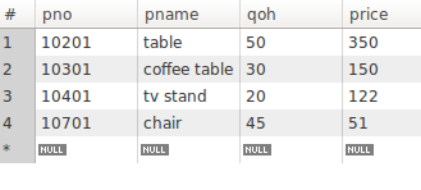 # pno pname qoh price
1 10201 table 50 350
2 10301 coffee table 30 150
3 10401 tv stand 20 122
4 10701 chair 45 51
* NULL NULL NULL NULL